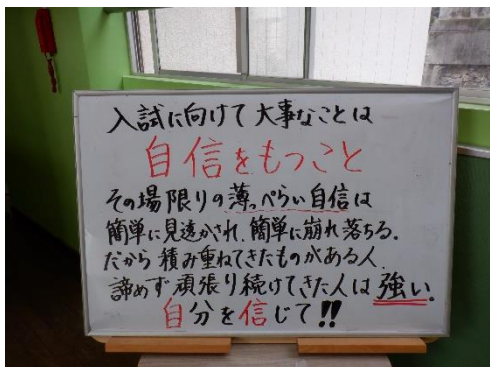 入試に向けて大事なことは
自信をもつこと
その場限りの薄っぺらい自信は
簡単に見透かされ、簡単に崩れ落ちる。
だから積み重ねてきたものがある人、
諦めず頑張り続けてきた人は強い。
自分を信じて!!